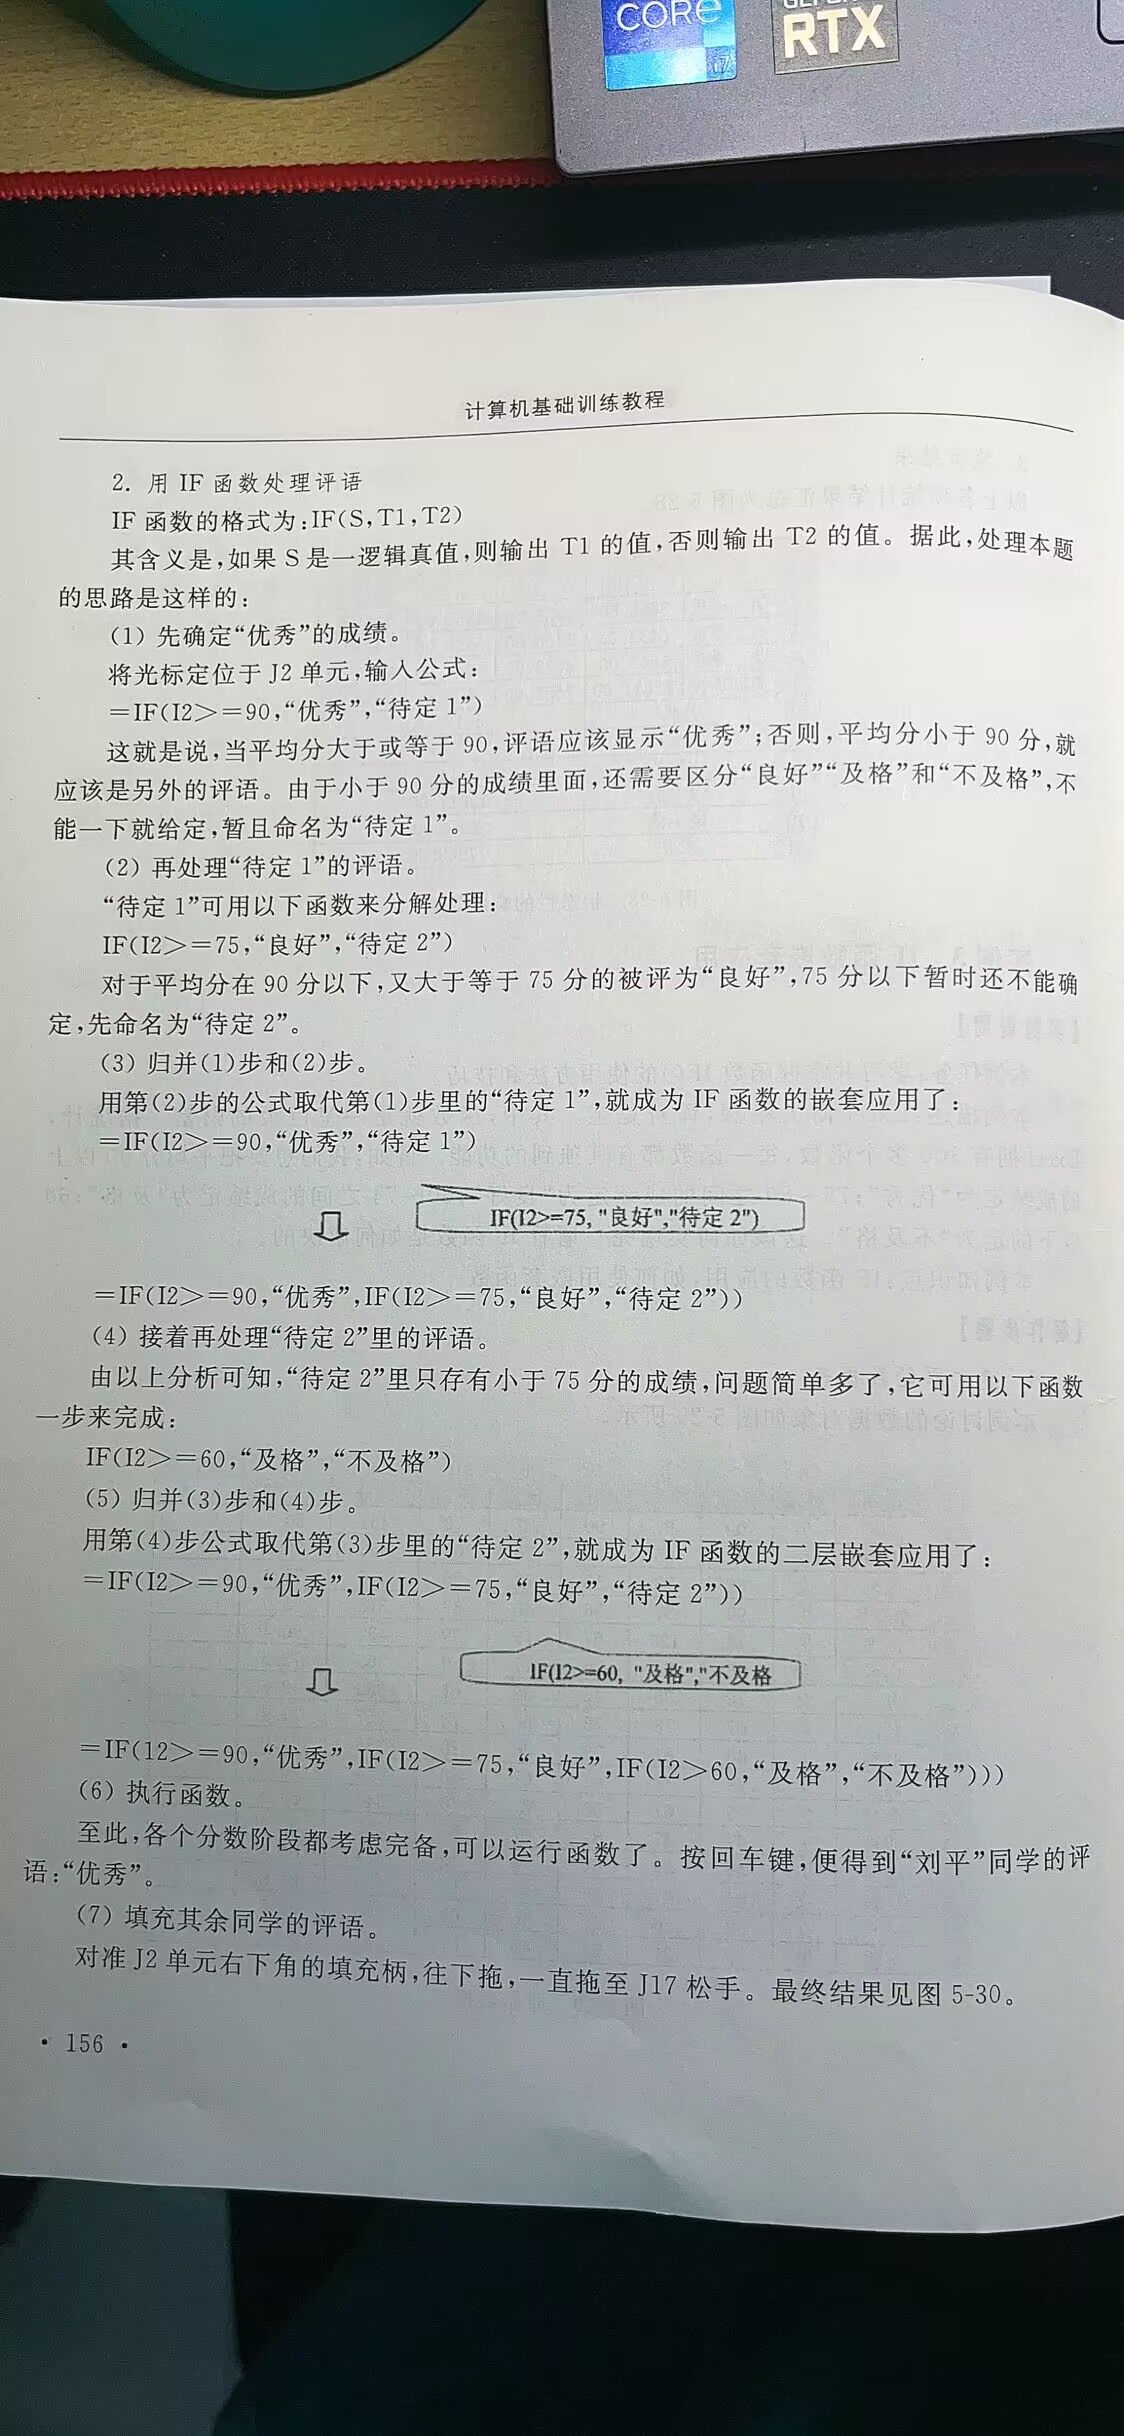 CORe
i7
RTX
计算机基础训练教程
2. 用 IF 函数处理评语
IF 函数的格式为:IF(S,T1,T2)
其含义是,如果 S 是一逻辑真值,则输出 T1 的值,否则输出 T2 的值。据此,处理本题
的思路是这样的:
(1) 先确定“优秀”的成绩。
将光标定位于 J2 单元,输入公式:
=IF(I2>=90,“优秀”,“待定 1”)
这就是说,当平均分大于或等于 90,评语应该显示“优秀”;否则,平均分小于 90 分,就
应该是另外的评语。由于小于 90 分的成绩里面,还需要区分“良好”“及格”和“不及格”,不
能一下就给定,暂且命名为“待定 1”。
(2) 再处理“待定 1”的评语。
“待定 1”可用以下函数来分解处理:
IF(I2>=75,“良好”,“待定 2”)
对于平均分在 90 分以下,又大于等于 75 分的被评为“良好”,75 分以下暂时还不能确
定,先命名为“待定 2”。
(3) 归并(1)步和(2)步。
用第(2)步的公式取代第(1)步里的“待定 1”,就成为 IF 函数的嵌套应用了:
=IF(I2>=90,“优秀”,“待定 1”)
IF(I2>=75, "良好","待定 2")
=IF(I2>=90,“优秀”,IF(I2>=75,“良好”,“待定 2”))
(4) 接着再处理“待定 2”里的评语。
由以上分析可知,“待定 2”里只存有小于 75 分的成绩,问题简单多了,它可用以下函数
一步来完成:
IF(I2>=60,“及格”,“不及格”)
(5) 归并(3)步和(4)步。
用第(4)步公式取代第(3)步里的“待定 2”,就成为 IF 函数的二层嵌套应用了:
=IF(I2>=90,“优秀”,IF(I2>=75,“良好”,“待定 2”))
IF(I2>=60, "及格","不及格
=IF(12>=90,“优秀”,IF(I2>=75,“良好”,IF(I2>60,“及格”,“不及格”)))
(6) 执行函数。
至此,各个分数阶段都考虑完备,可以运行函数了。按回车键,便得到“刘平”同学的评
语:“优秀”。
(7) 填充其余同学的评语。
对准 J2 单元右下角的填充柄,往下拖,一直拖至 J17 松手。最终结果见图 5-30。
• 156 •